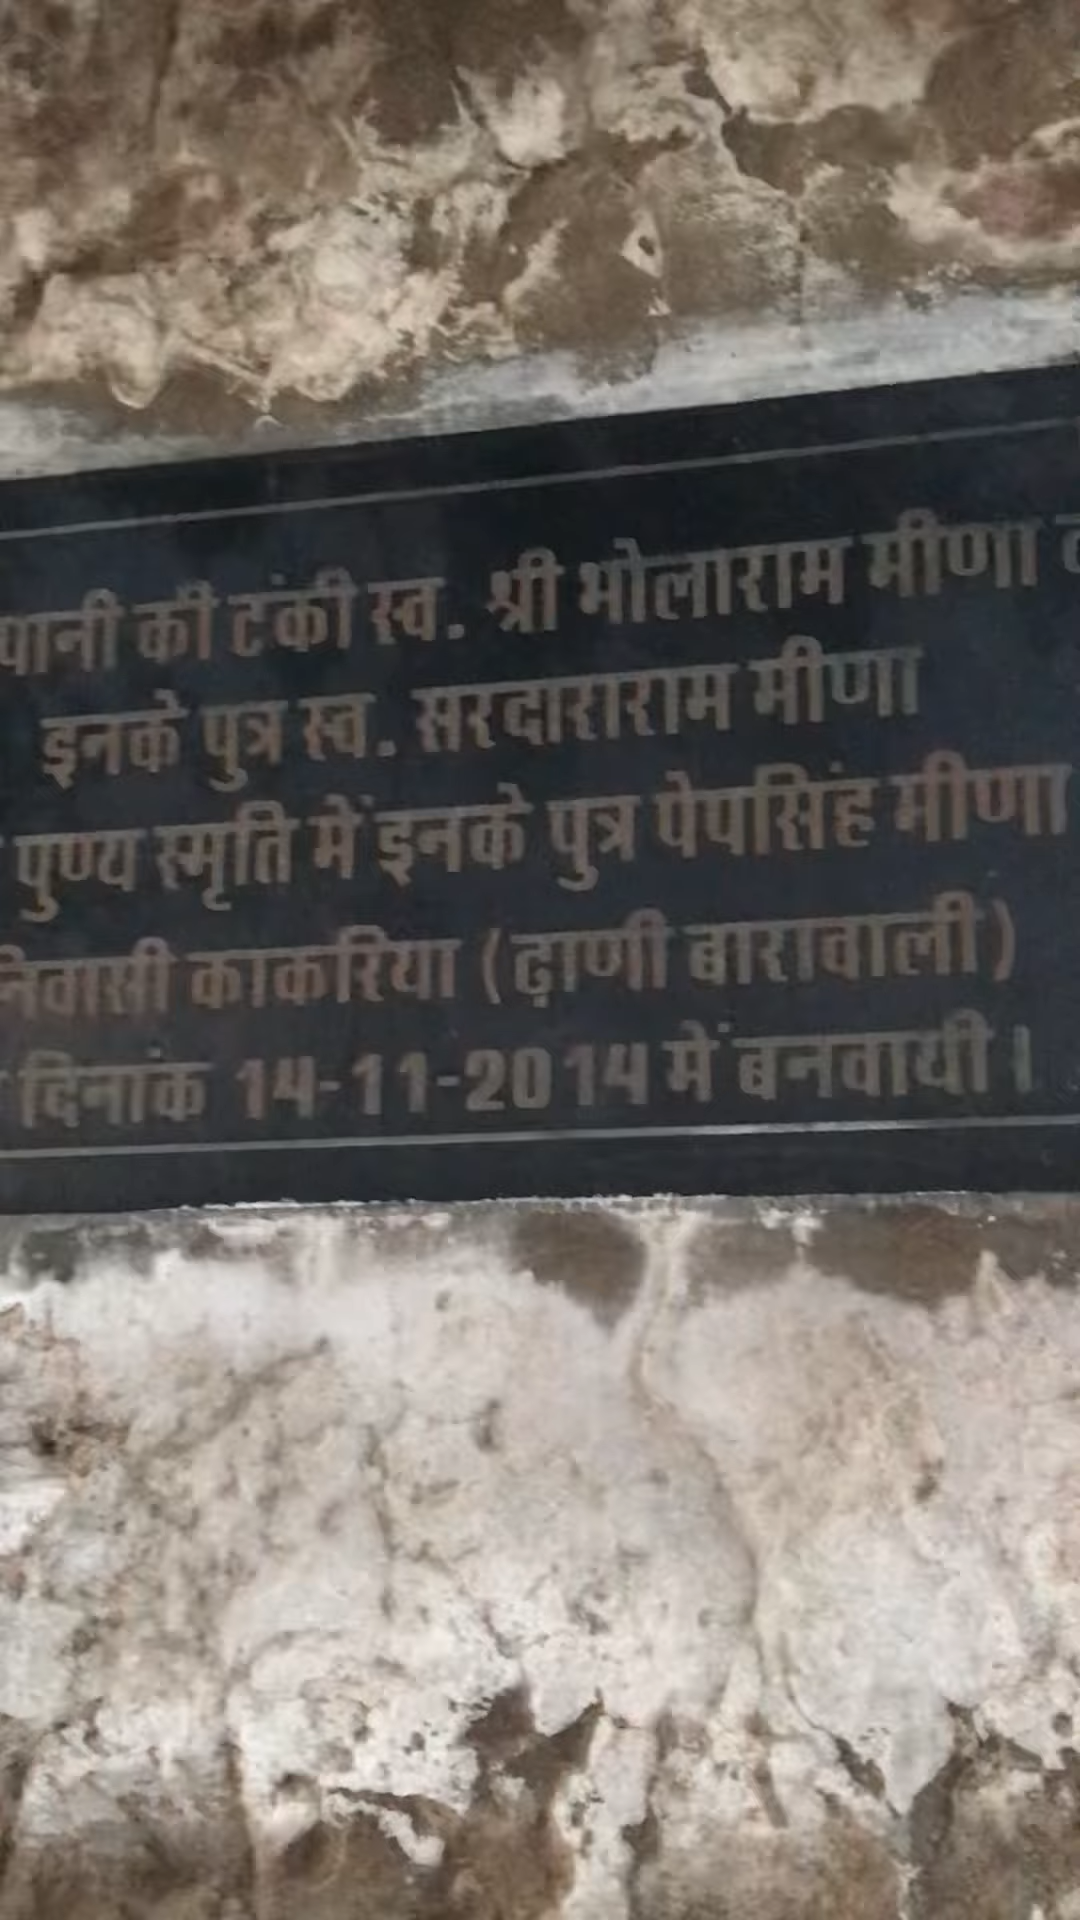 पानी की टंकी स्व. श्री भोलाराम मीणा
इनके पुत्र स्व. सरदाराराम मीणा
पुण्य स्मृति में इनके पुत्र पेपसिंह मीणा
निवासी काकरिया (ढ़ाणी बारावाली)
दिनांक 14-11-2014 में बनवायी।